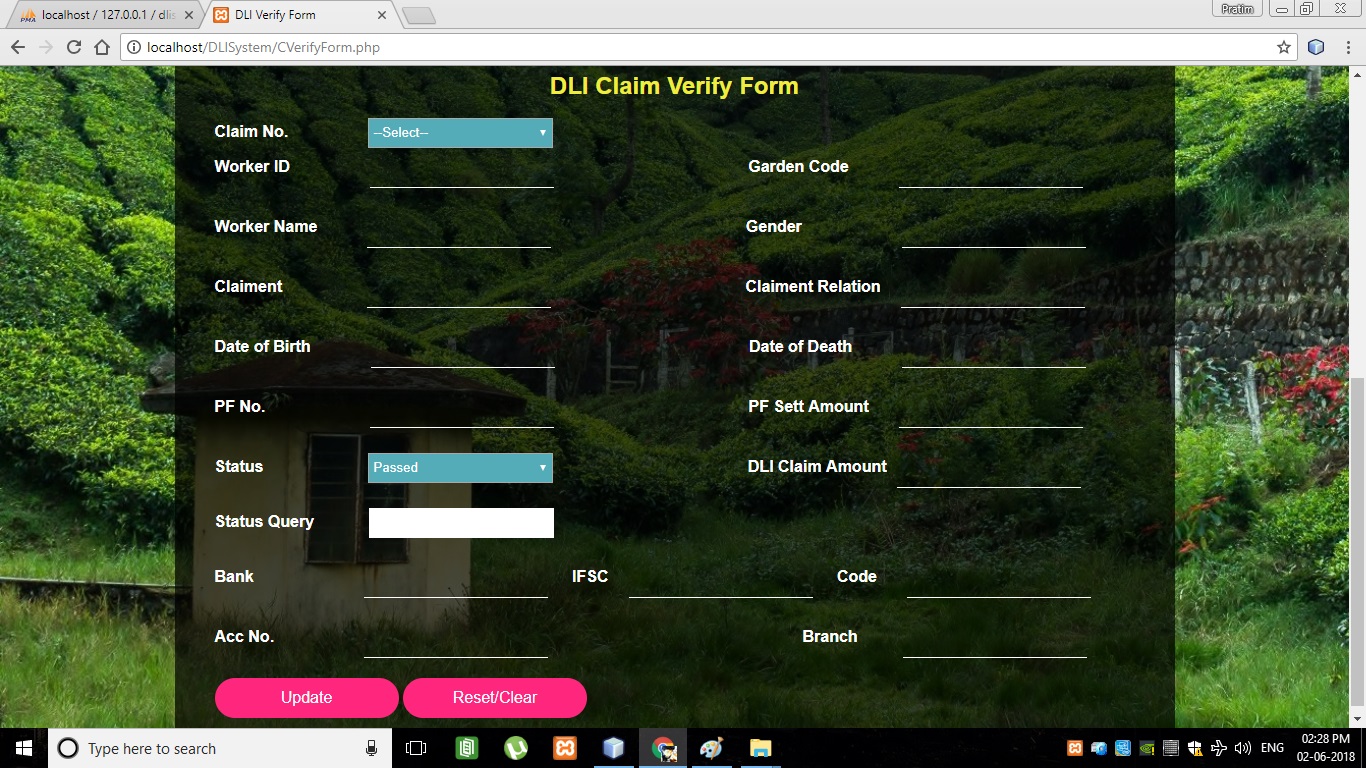 localhost / 127.0.0.1 / dlis
DLI Verify Form
Pratim
localhost/DLISystem/CVerifyForm.php
DLI Claim Verify Form
Claim No. --Select--
Worker ID Garden Code
Worker Name Gender
Claiment Claiment Relation
Date of Birth Date of Death
PF No. PF Sett Amount
Status Passed DLI Claim Amount
Status Query
Bank IFSC Code
Acc No. Branch
Update Reset/Clear
Type here to search ENG 02:28 PM
02-06-2018